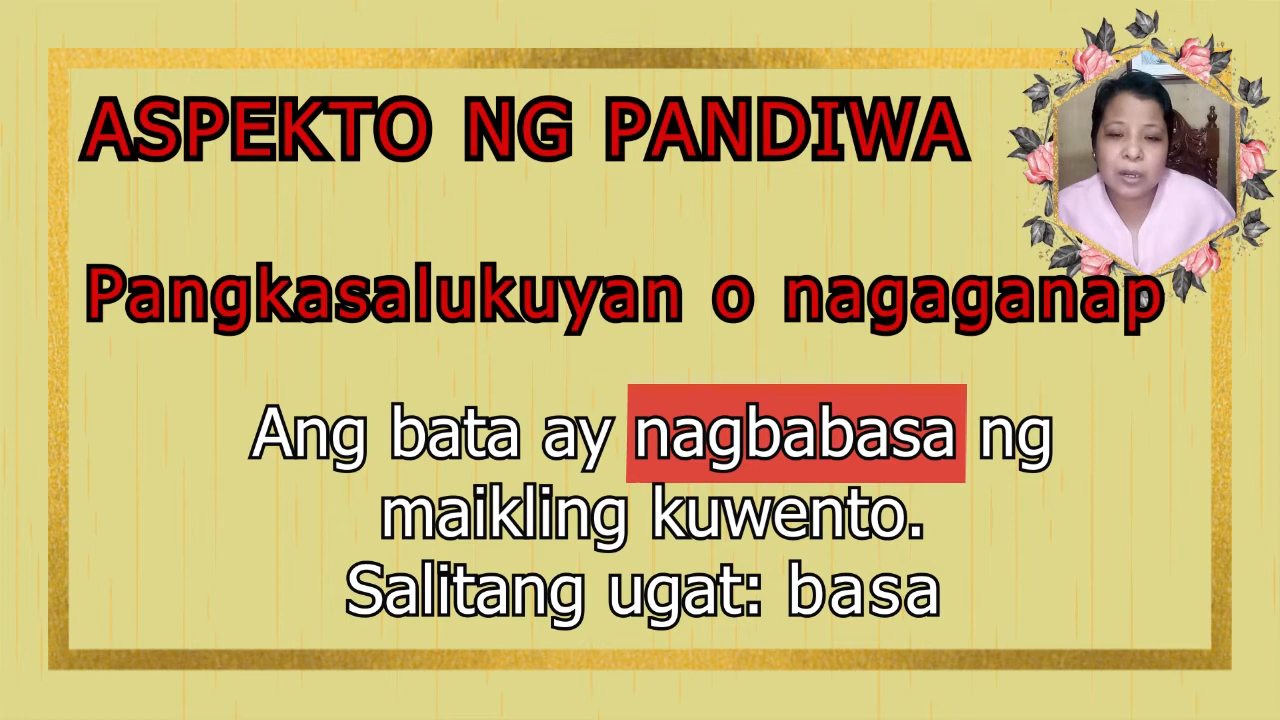 ASPEKTO NG PANDIWA
Pangkasalukuyan o nagaganap
Ang bata ay nagbabasa ng
maikling kuwento.
Salitang ugat: basa